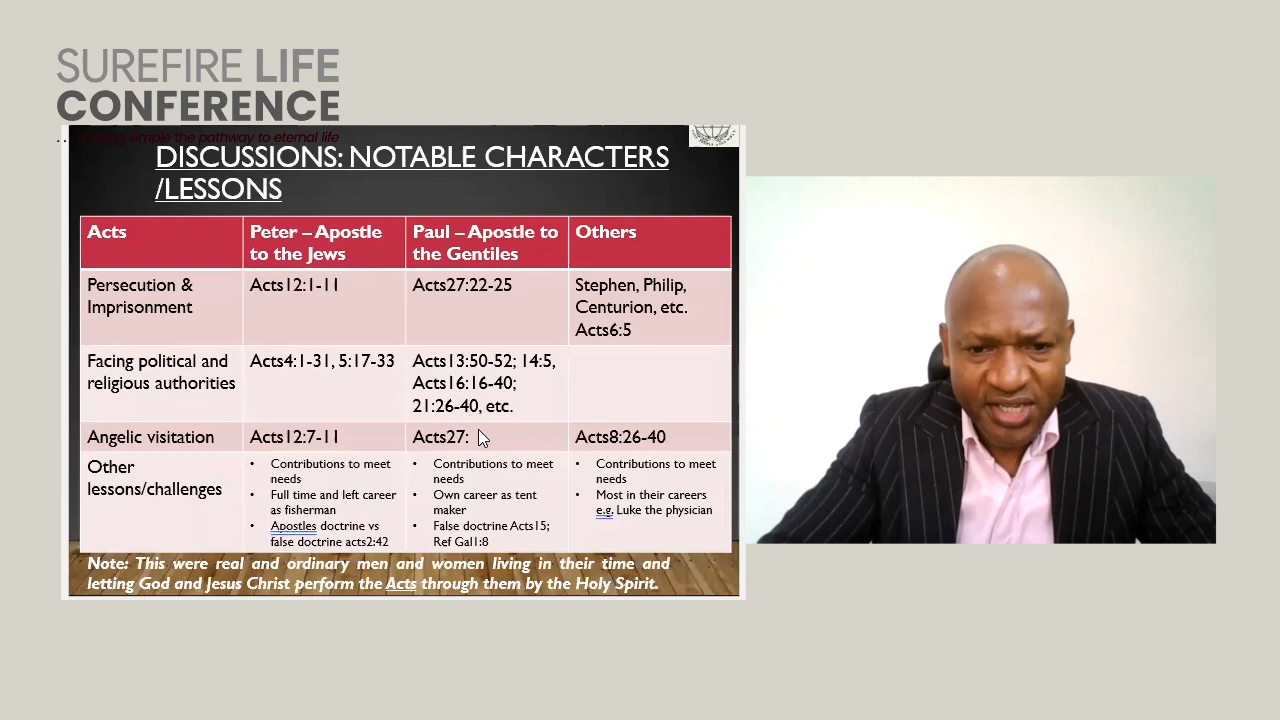 SUREFIRE LIFE
CONFERENCE
simple the pathway to eternal life
DISCUSSIONS: NOTABLE CHARACTERS
/LESSONS
Acts
Peter – Apostle
to the Jews
Paul – Apostle to
the Gentiles
Others
Persecution &
Imprisonment
Acts12:1-11
Acts27:22-25
Stephen, Philip,
Centurion, etc.
Acts6:5
Facing political and
religious authorities
Acts4:1-31, 5:17-33
Acts13:50-52; 14:5,
Acts16:16-40;
21:26-40, etc.
Angelic visitation
Acts12:7-11
Acts27:
Acts8:26-40
Other
lessons/challenges
• Contributions to meet
needs
• Full time and left career
as fisherman
• Apostles doctrine vs
false doctrine acts2:42
• Contributions to meet
needs
• Own career as tent
maker
• False doctrine Acts15;
Ref Gal1:8
• Contributions to meet
needs
• Most in their careers
e.g. Luke the physician
Note: This were real and ordinary men and women living in their time and
letting God and Jesus Christ perform the Acts through them by the Holy Spirit.